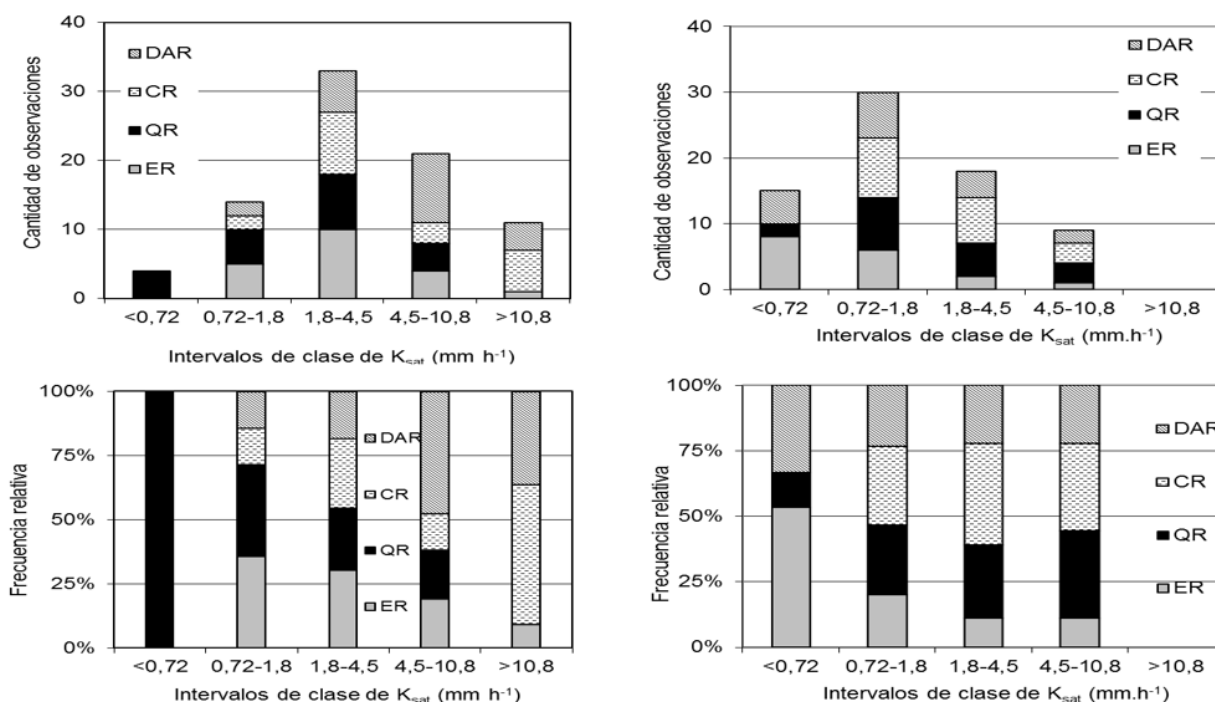 Cantidad de observaciones
40
30
20
10
0
DAR
CR
QR
ER
<0,72 0,72-1,8 1,8-4,5 4,5-10,8 >10,8
Intervalos de clase de Ksat (mm h-1)
Cantidad de observaciones
40
30
20
10
0
DAR
CR
QR
ER
<0,72 0,72-1,8 1,8-4,5 4,5-10,8 >10,8
Intervalos de clase de Ksat (mm.h-1)
Frecuencia relativa
100%
75%
50%
25%
0%
DAR
CR
QR
ER
<0,72 0,72-1,8 1,8-4,5 4,5-10,8 >10,8
Intervalos de clase de Ksat (mm h-1)
Frecuencia relativa
100%
75%
50%
25%
0%
DAR
CR
QR
ER
<0,72 0,72-1,8 1,8-4,5 4,5-10,8 >10,8
Intervalos de clase de Ksat (mm.h-1)